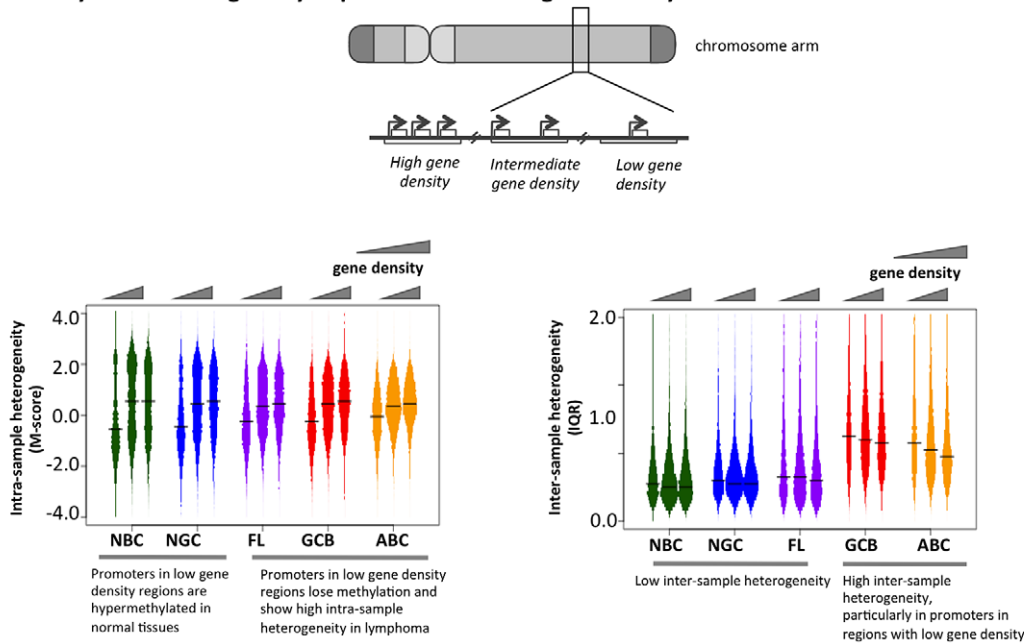 chromosome arm
High gene
density
Intermediate
gene density
Low gene
density
gene density
Intra-sample heterogeneity
(M-score)
4.0
2.0
0.0
-2.0
-4.0
NBC NGC FL GCB ABC
Promoters in low gene
density regions are
hypermethylated in
normal tissues
Promoters in low gene density
regions lose methylation and
show high intra-sample
heterogeneity in lymphoma
gene density
Inter-sample heterogeneity
(IQR)
2.0
1.0
0.0
NBC NGC FL GCB ABC
Low inter-sample heterogeneity
High inter-sample
heterogeneity,
particularly in promoters in
regions with low gene density